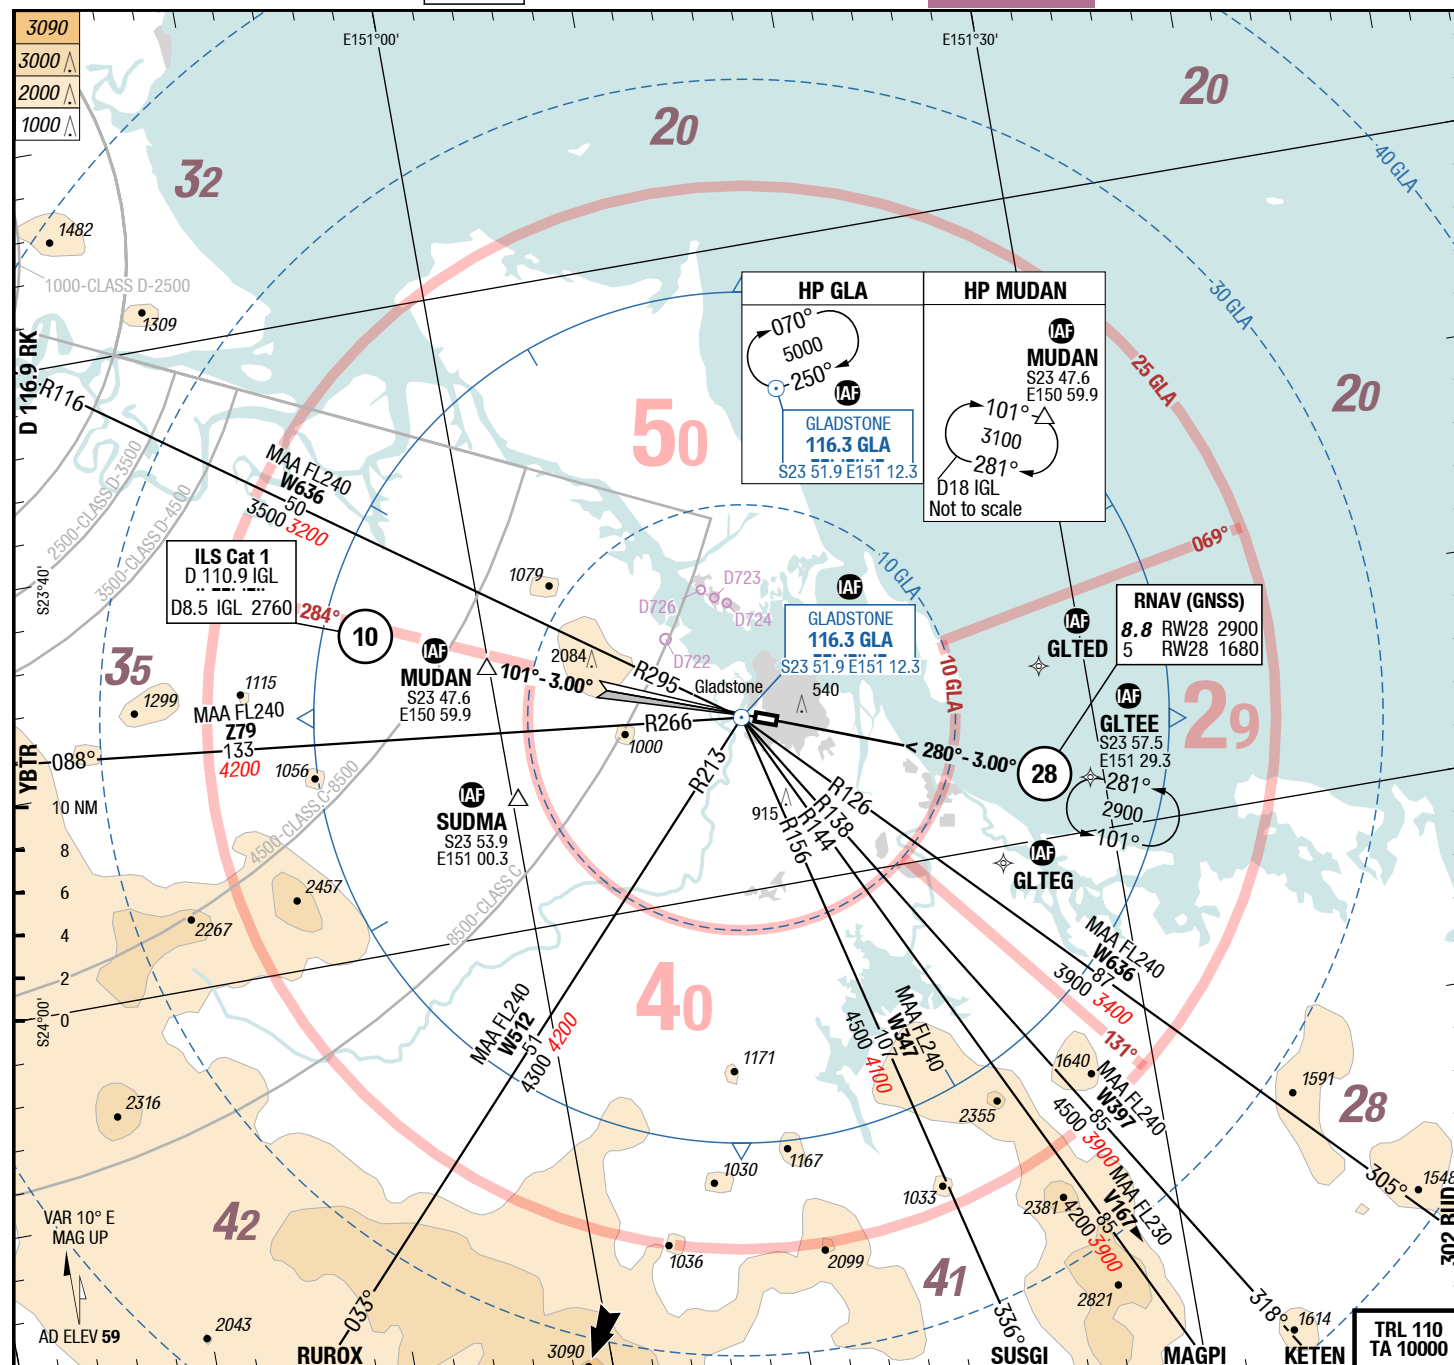 3090
3000
2000
1000
E151°00'
E151°30'
20
20
32
20
40 GLA
30 GLA
25 GLA
1482
1000-CLASS D-2500
1309
D 116.9 RK
R116
HP GLA
070°
5000
250°
IAF
GLADSTONE
116.3 GLA
S23 51.9 E151 12.3
HP MUDAN
IAF
MUDAN
S23 47.6
E150 59.9
101°
3100
281°
D18 IGL
Not to scale
50
MAA FL240
W636
50
3500 3200
2500-CLASS D-3500
3500-CLASS D-4500
S23°40'
ILS Cat 1
D 110.9 IGL
D8.5 IGL 2760
284°
10
069°
10 GLA
1079
D723
D726
D724
D722
IAF
GLADSTONE
116.3 GLA
S23 51.9 E151 12.3
RNAV (GNSS)
8.8 RW28 2900
5 RW28 1680
IAF
GLTED
IAF
MUDAN
S23 47.6
E150 59.9
101° - 3.00°
2084
R295
Gladstone
540
10 GLA
35
1299
1115
MAA FL240
Z79
133
4200
R266
1000
R213
IAF
GLTEE
S23 57.5
E151 29.3
29
< 280° - 3.00°
28
281°
2900
101°
YBTR
088°
1056
4500-CLASS C-8500
10 NM
8
6
4
2
0
IAF
SUDMA
S23 53.9
E151 00.3
915
R126
R138
R144
R156
IAF
GLTEG
2457
2267
8500-CLASS C
S24°00'
MAA FL240
W636
87
3900 3400
40
MAA FL240
W512
51
4300 4200
MAA FL240
W347
107
4500 4100
131°
1171
1640
MAA FL240
W397
85
4500 3900
2316
2355
1591
28
1030
1167
1033
2381
MAA FL230
V167
85
4200 3900
305°
1548
302 BUD
42
VAR 10° E
MAG UP
AD ELEV 59
1036
2099
41
2821
2043
033°
RUROX
3090
336°
SUSGI
MAGPI
318°
1614
KETEN
TRL 110
TA 10000